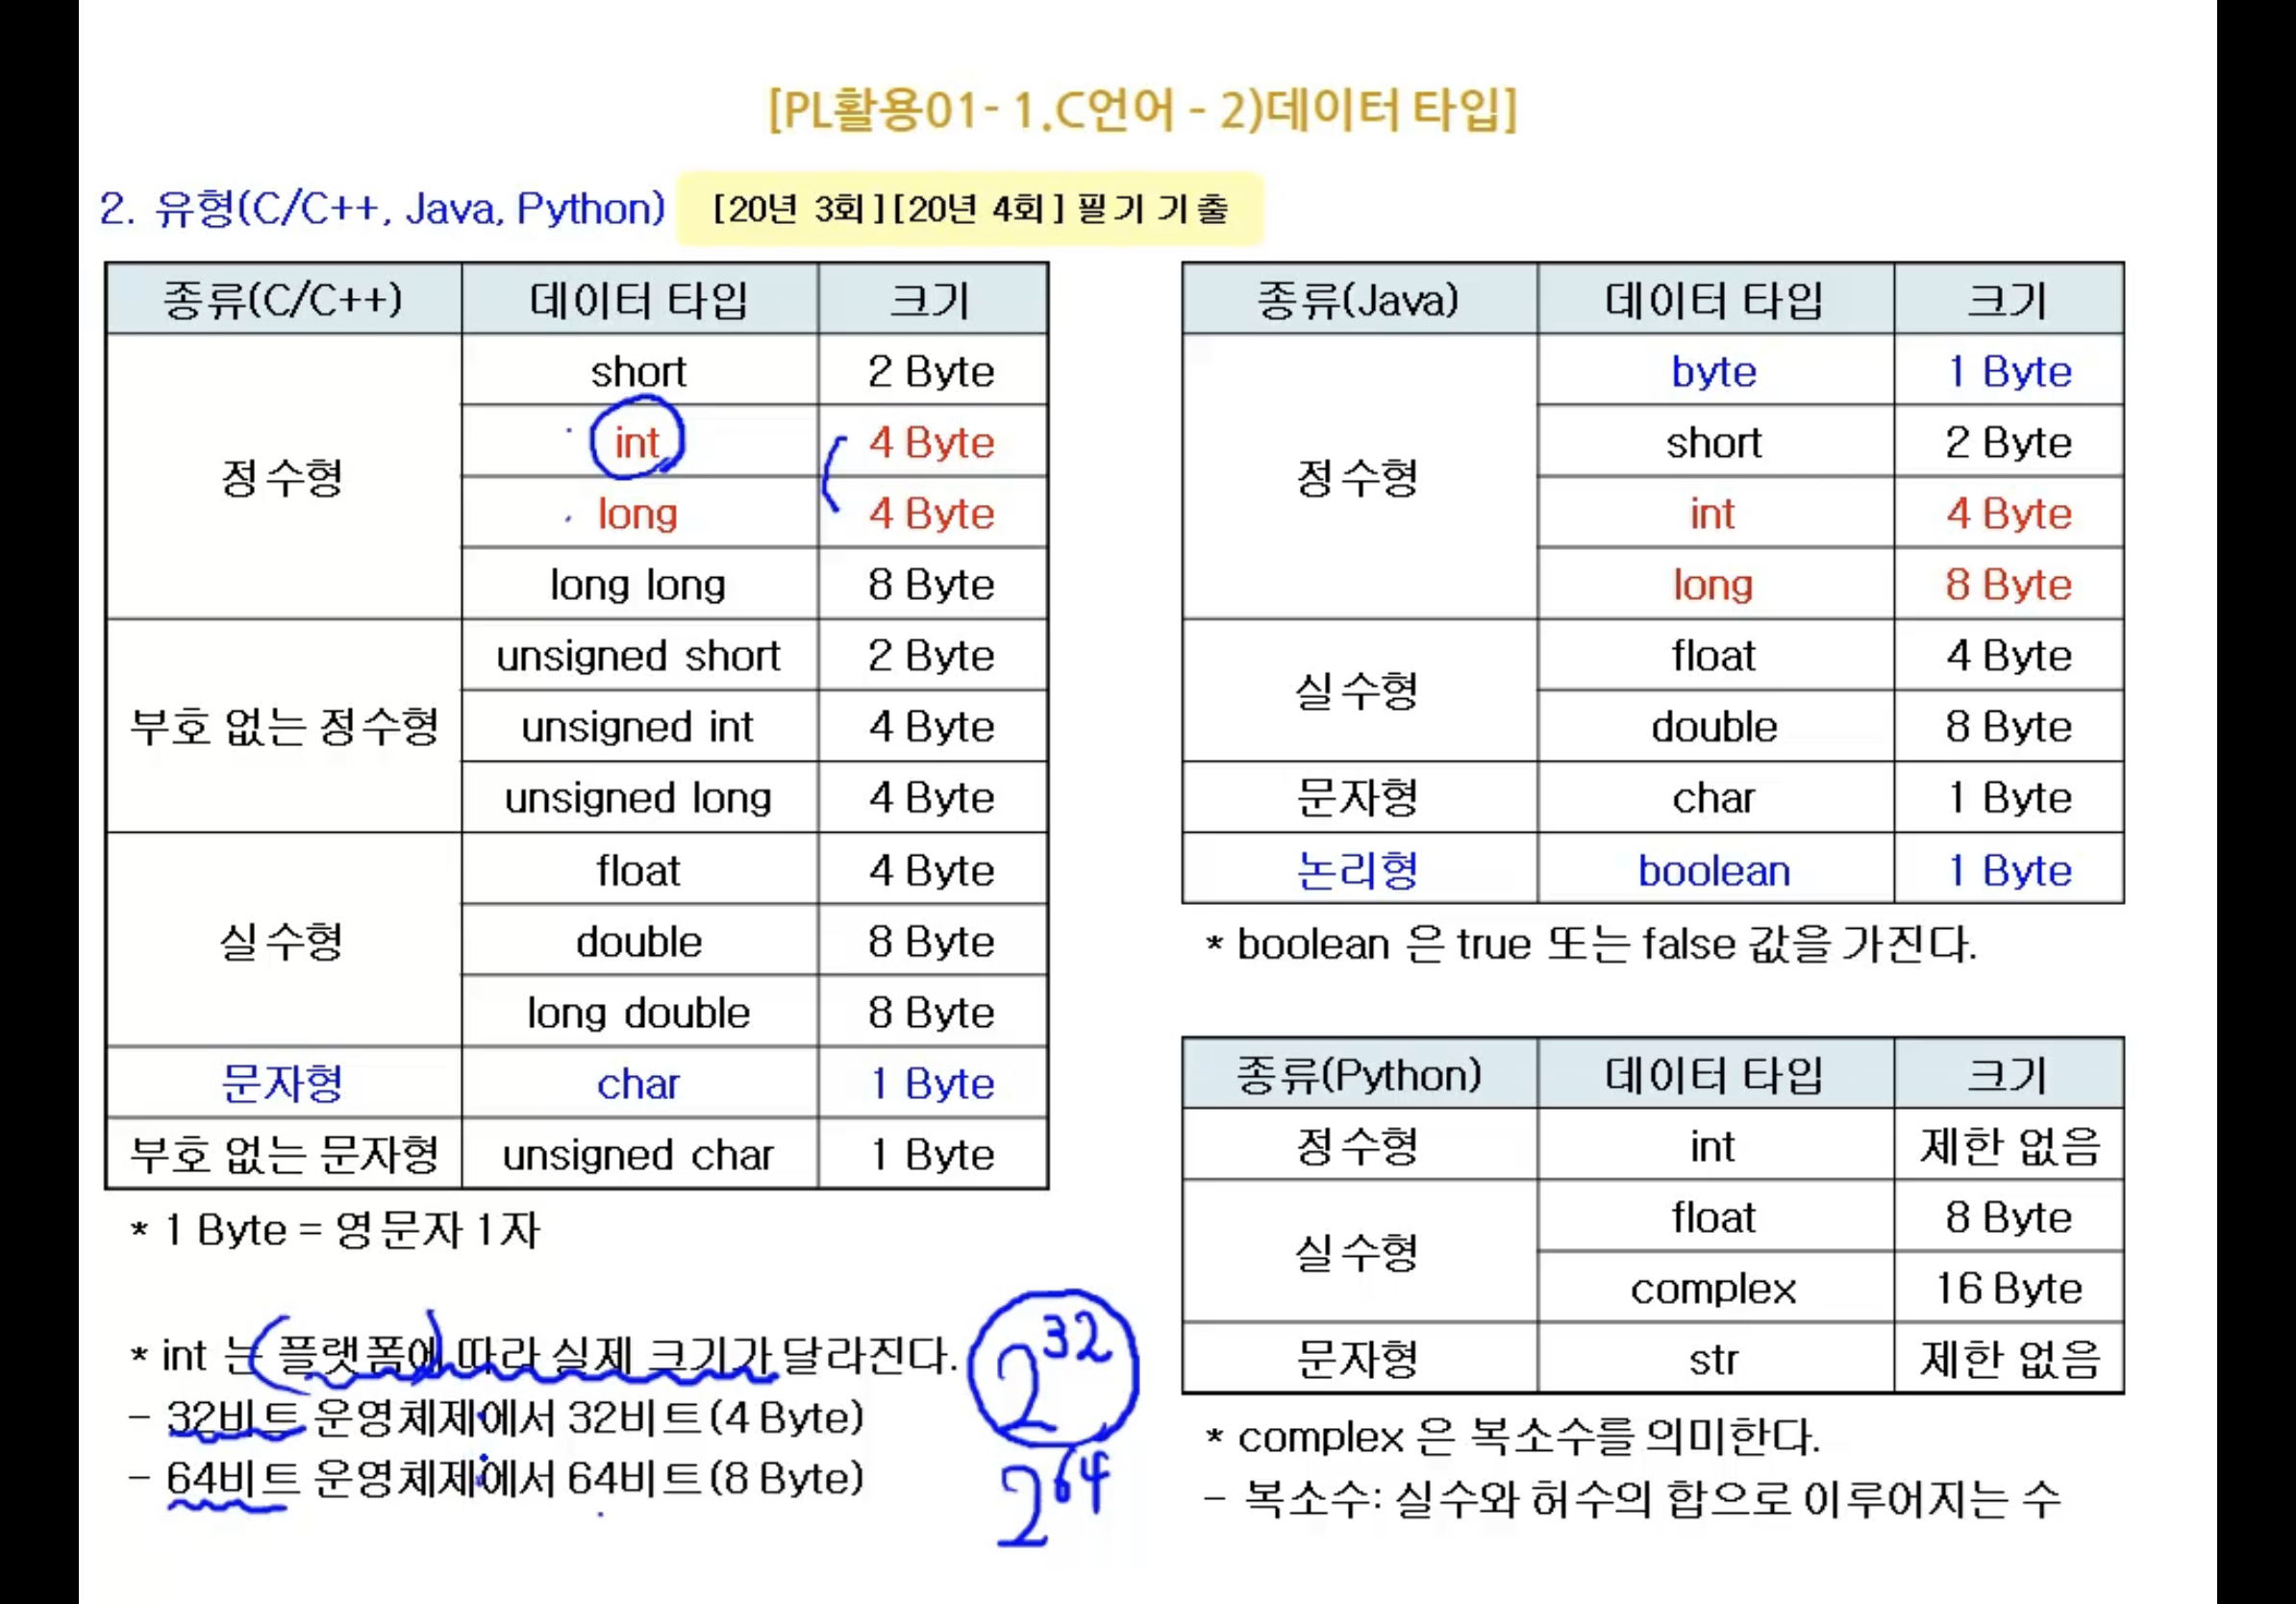 [PL활용01- 1.C언어 - 2)데이터 타입]
2. 유형(C/C++, Java, Python) [20년 3회][20년 4회] 필기 기출
종류(C/C++) 데이터 타입 크기
정수형 short 2 Byte
int 4 Byte
long 4 Byte
long long 8 Byte
부호 없는 정수형 unsigned short 2 Byte
unsigned int 4 Byte
unsigned long 4 Byte
실수형 float 4 Byte
double 8 Byte
long double 8 Byte
문자형 char 1 Byte
부호 없는 문자형 unsigned char 1 Byte
* 1 Byte = 영문자 1자
* int 는 플랫폼에 따라 실제 크기가 달라진다.
- 32비트 운영체제에서 32비트(4 Byte)
- 64비트 운영체제에서 64비트(8 Byte)
2^32
2^64
종류(Java) 데이터 타입 크기
정수형 byte 1 Byte
short 2 Byte
int 4 Byte
long 8 Byte
실수형 float 4 Byte
double 8 Byte
문자형 char 1 Byte
논리형 boolean 1 Byte
* boolean 은 true 또는 false 값을 가진다.
종류(Python) 데이터 타입 크기
정수형 int 제한 없음
실수형 float 8 Byte
complex 16 Byte
문자형 str 제한 없음
* complex 은 복소수를 의미한다.
- 복소수: 실수와 허수의 합으로 이루어지는 수